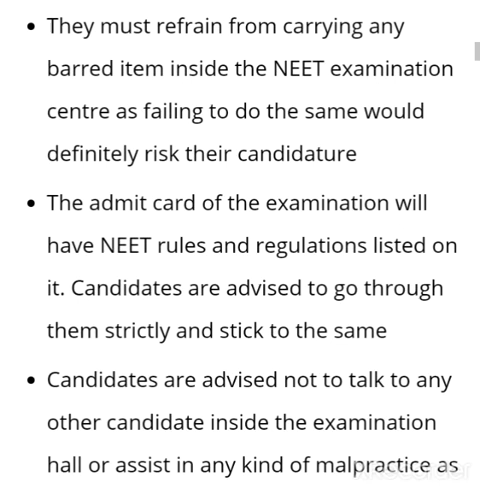 • They must refrain from carrying any
barred item inside the NEET examination
centre as failing to do the same would
definitely risk their candidature
• The admit card of the examination will
have NEET rules and regulations listed on
it. Candidates are advised to go through
them strictly and stick to the same
• Candidates are advised not to talk to any
other candidate inside the examination
hall or assist in any kind of malpractice as